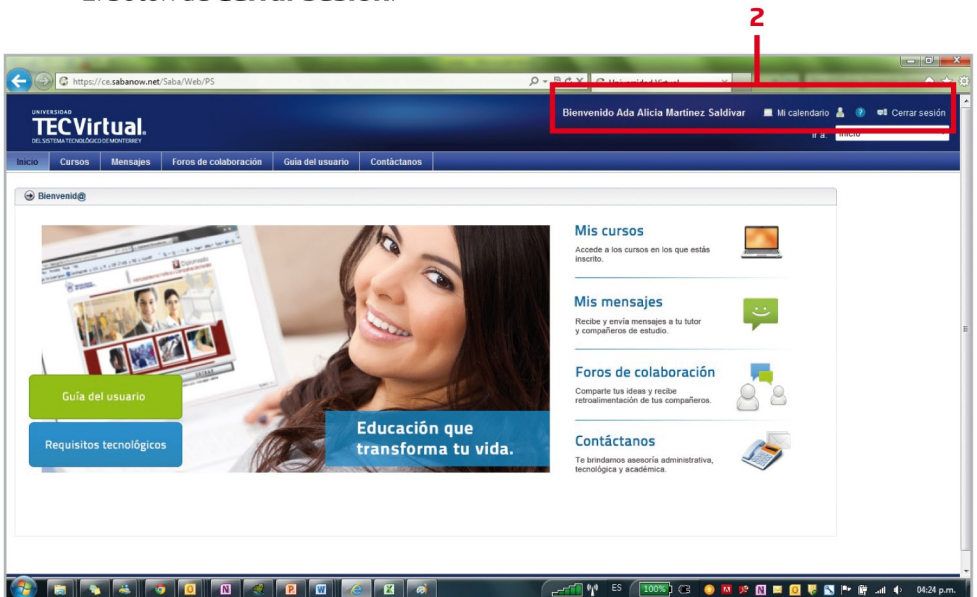 2
https://ce.sabanow.net/Saba/Web/PS
Universidad Virtual
UNIVERSIDAD
TECVirtual.
DEL SISTEMA TECNOLÓGICO DE MONTERREY
Bienvenido Ada Alicia Martínez Saldivar
Mi calendario
Cerrar sesión
Ir a:
Inicio
Inicio
Cursos
Mensajes
Foros de colaboración
Guía del usuario
Contáctanos
Bienvenid@
Mis cursos
Accede a los cursos en los que estás
inscrito.
Mis mensajes
Recibe y envía mensajes a tu tutor
y compañeros de estudio.
Foros de colaboración
Comparte tus ideas y recibe
retroalimentación de tus compañeros.
Contáctanos
Te brindamos asesoría administrativa,
tecnológica y académica.
Diplomado
Guía del usuario
Requisitos tecnológicos
Educación que
transforma tu vida.
ES
100%
04:24 p.m.